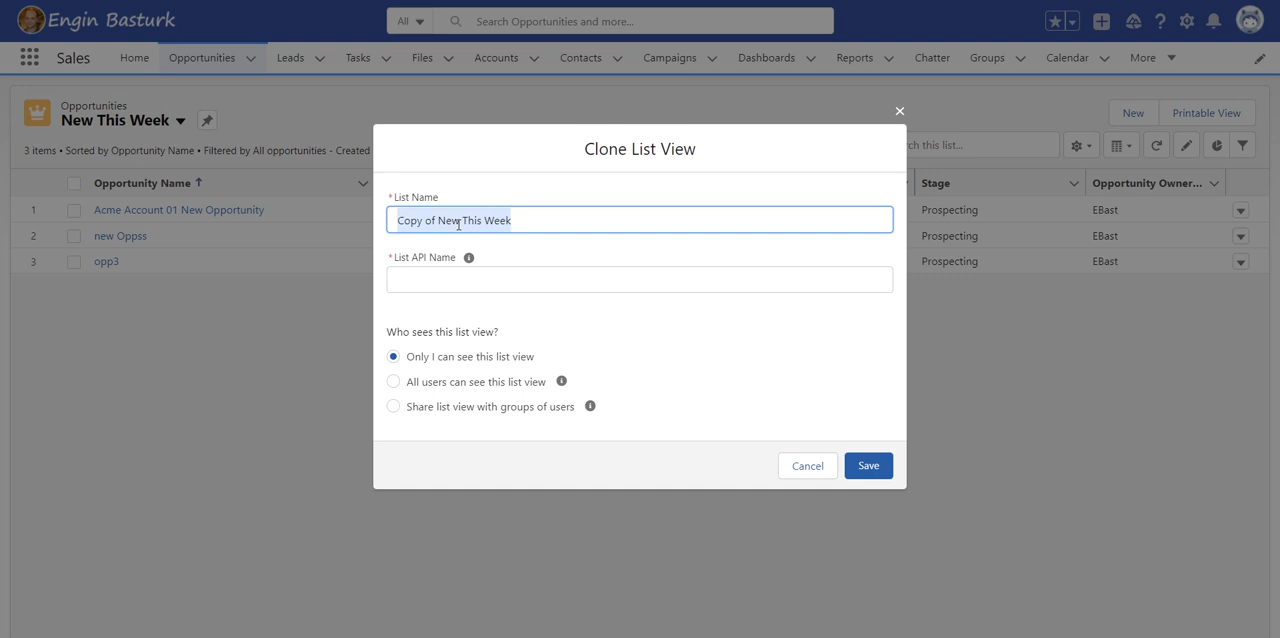 Engin Basturk
All
Search Opportunities and more...
Sales
Home
Opportunities
Leads
Tasks
Files
Accounts
Contacts
Campaigns
Dashboards
Reports
Chatter
Groups
Calendar
More
Opportunities
New This Week
New
Printable View
3 items • Sorted by Opportunity Name • Filtered by All opportunities - Created
this list...
Opportunity Name
Stage
Opportunity Owner...
1 Acme Account 01 New Opportunity Prospecting EBast
2 new Oppss Prospecting EBast
3 opp3 Prospecting EBast
Clone List View
* List Name
Copy of New This Week
* List API Name
Who sees this list view?
Only I can see this list view
All users can see this list view
Share list view with groups of users
Cancel
Save